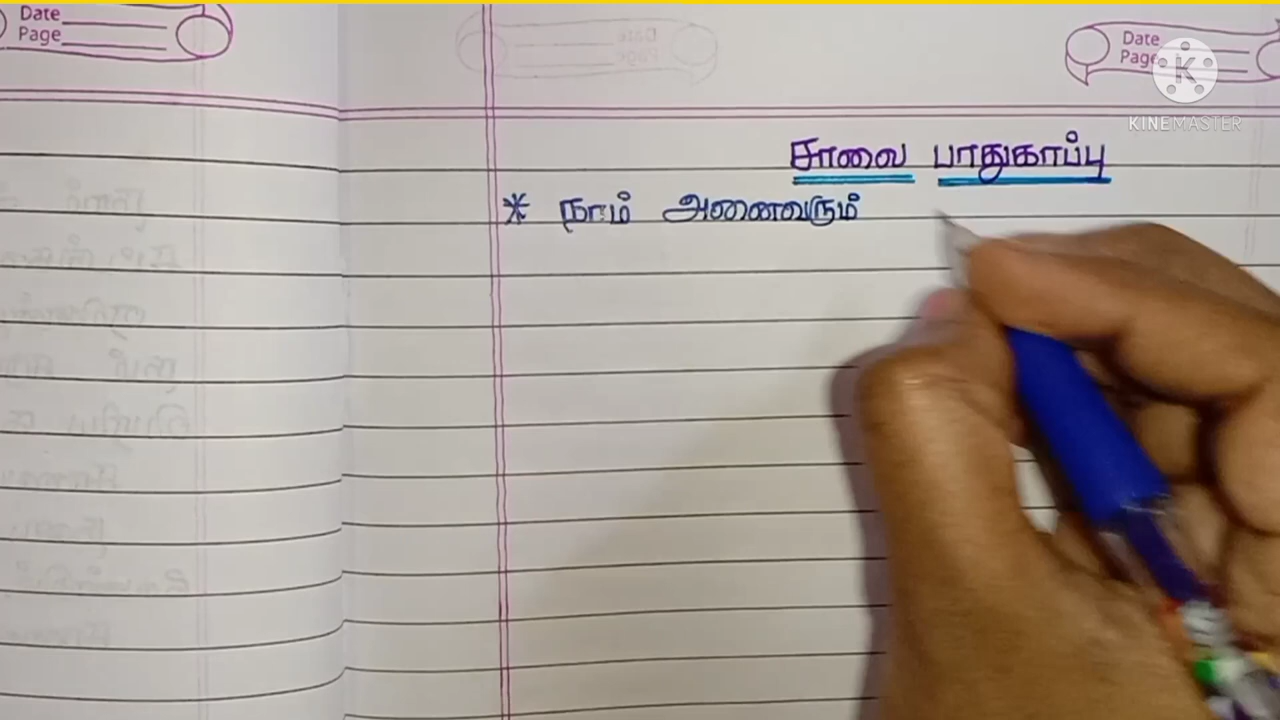 Date
Page
Date
Page
KINEMASTER
சாலை பாதுகாப்பு
* நாம் அனைவரும்